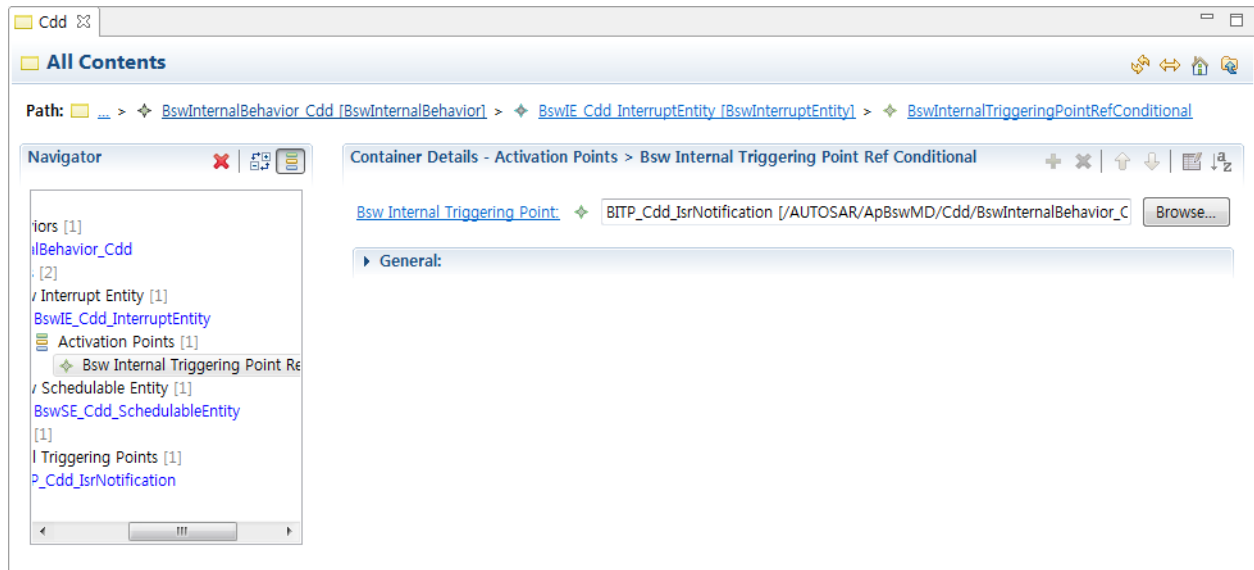 Cdd
All Contents
Path: ... > BswInternalBehavior_Cdd [BswInternalBehavior] > BswIE_Cdd_InterruptEntity [BswInterruptEntity] > BswInternalTriggeringPointRefConditional
Navigator
iors [1]
lBehavior_Cdd
[2]
Interrupt Entity [1]
BswIE_Cdd_InterruptEntity
Activation Points [1]
Bsw Internal Triggering Point Re
Schedulable Entity [1]
BswSE_Cdd_SchedulableEntity
[1]
l Triggering Points [1]
P_Cdd_IsrNotification
Container Details - Activation Points > Bsw Internal Triggering Point Ref Conditional
Bsw Internal Triggering Point: BITP_Cdd_IsrNotification [/AUTOSAR/ApBswMD/Cdd/BswInternalBehavior_C Browse...
General: